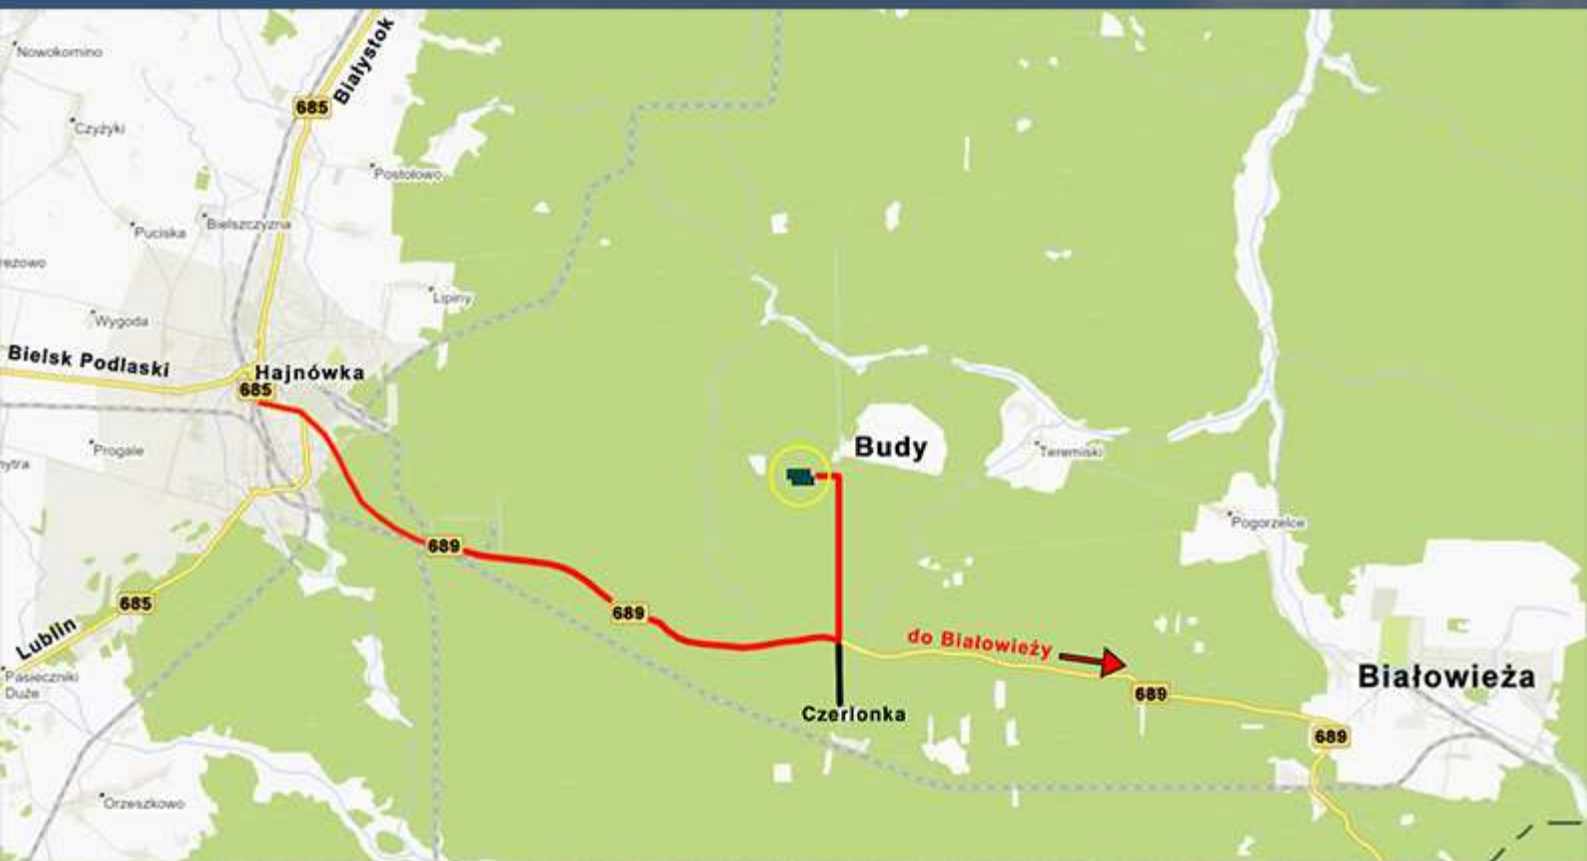 Nowokornino
Białystok
685
Czyżyki
Postołowo
Puciska
Bielszczyzna
Lipiny
Wygoda
Bielsk Podlaski
Hajnówka
685
Progale
Budy
Teremiski
Pogorzelce
689
685
689
Lublin
do Białowieży
Pasieczniki
Duże
Białowieża
689
Czerlonka
689
Orzeszkowo